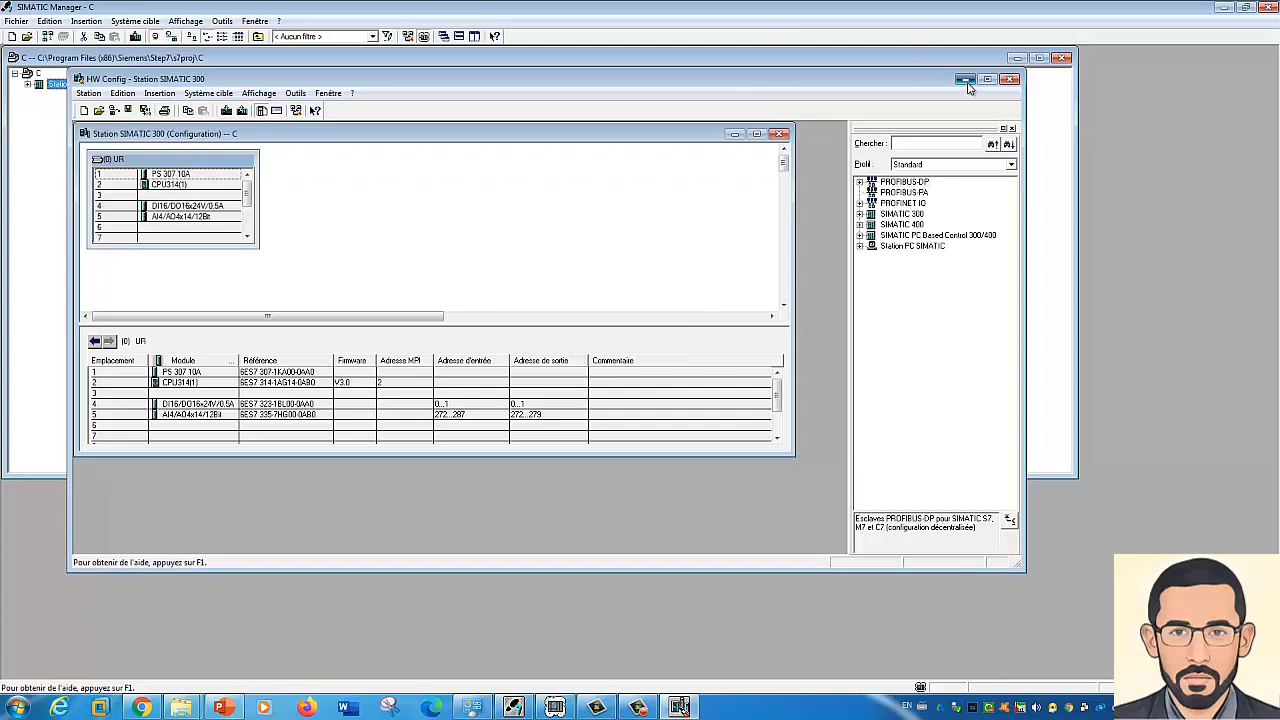 SIMATIC Manager - C
Fichier Edition Insertion Système cible Affichage Outils Fenêtre ?
< Aucun filtre >
C -- C:\Program Files (x86)\Siemens\Step7\s7proj\C
C
HW Config - Station SIMATIC 300
Station Edition Insertion Système cible Affichage Outils Fenêtre ?
Station SIMATIC 300 (Configuration) -- C
(0) UR
1 PS 307 10A
2 CPU314(1)
3
4 DI16/DO16x24V/0.5A
5 AI4/AO4x14/12Bit
6
7
Chercher :
Profil : Standard
PROFIBUS-DP
PROFIBUS-PA
PROFINET IO
SIMATIC 300
SIMATIC 400
SIMATIC PC Based Control 300/400
Station PC SIMATIC
(0) UR
Emplacement Module ... Référence Firmware Adresse MPI Adresse d'entrée Adresse de sortie Commentaire
1 PS 307 10A 6ES7 307-1KA00-0AA0
2 CPU314(1) 6ES7 314-1AG14-0AB0 V3.0 2
3
4 DI16/DO16x24V/0.5A 6ES7 323-1BL00-0AA0 0...1 0...1
5 AI4/AO4x14/12Bit 6ES7 335-7HG00-0AB0 272...287 272...279
6
7
Esclaves PROFIBUS-DP pour SIMATIC S7,
M7 et C7 (configuration décentralisée)
Pour obtenir de l'aide, appuyez sur F1.
Pour obtenir de l'aide, appuyez sur F1.
EN